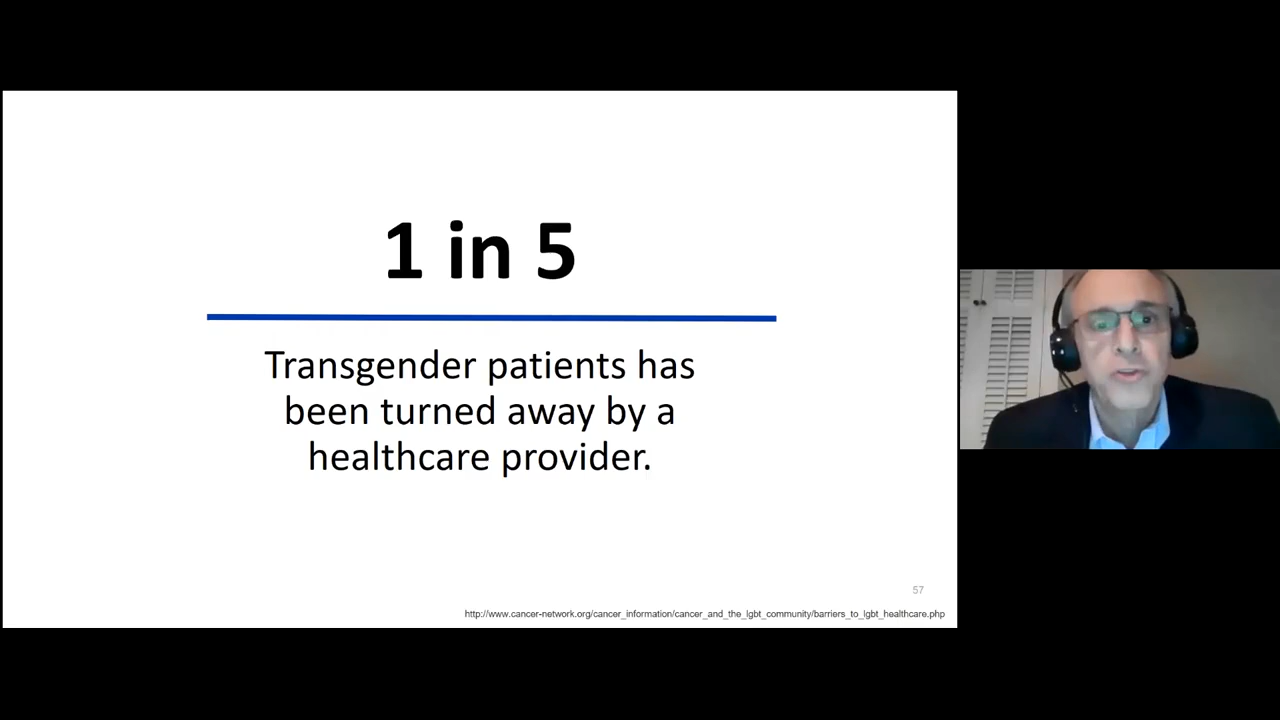 1 in 5
Transgender patients has
been turned away by a
healthcare provider.
57
http://www.cancer-network.org/cancer_information/cancer_and_the_lgbt_community/barriers_to_lgbt_healthcare.php